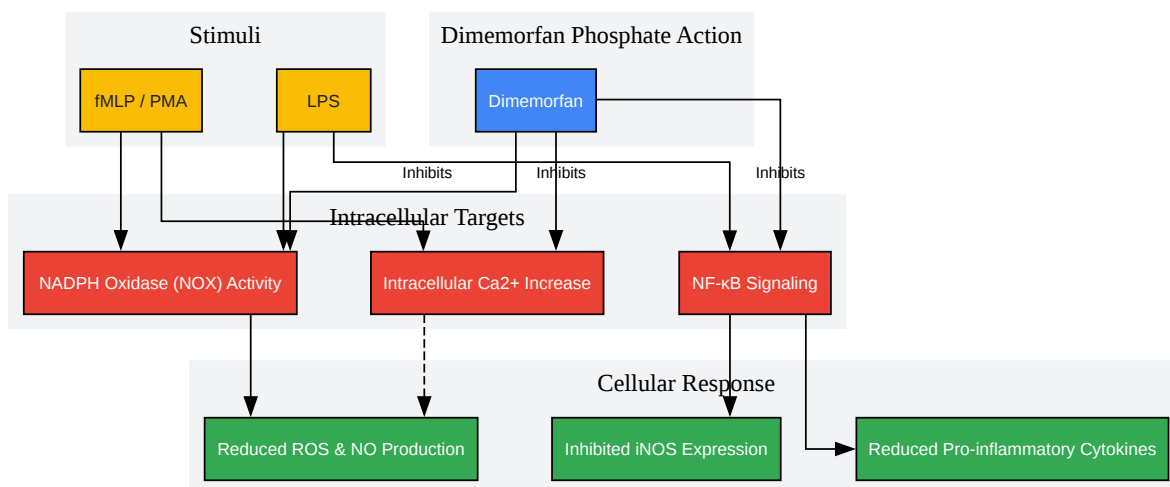 Stimuli
Dimemorfan Phosphate Action
fMLP / PMA
LPS
Dimemorfan
Inhibits
Inhibits
Inhibits
Intracellular Targets
NADPH Oxidase (NOX) Activity
Intracellular Ca2+ Increase
NF-κB Signaling
Cellular Response
Reduced ROS & NO Production
Inhibited iNOS Expression
Reduced Pro-inflammatory Cytokines